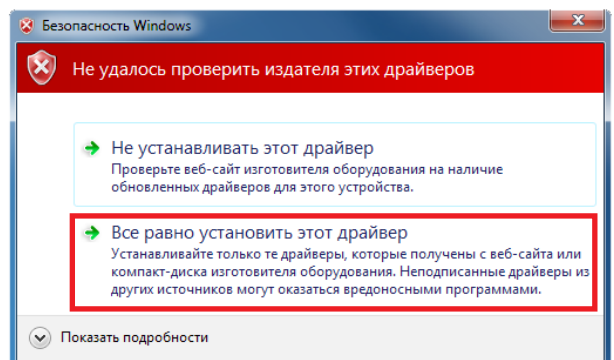 Безопасность Windows
Не удалось проверить издателя этих драйверов
Не устанавливать этот драйвер
Проверьте веб-сайт изготовителя оборудования на наличие
обновленных драйверов для этого устройства.
Все равно установить этот драйвер
Устанавливайте только те драйверы, которые получены с веб-сайта или
компакт-диска изготовителя оборудования. Неподписанные драйверы из
других источников могут оказаться вредоносными программами.
Показать подробности